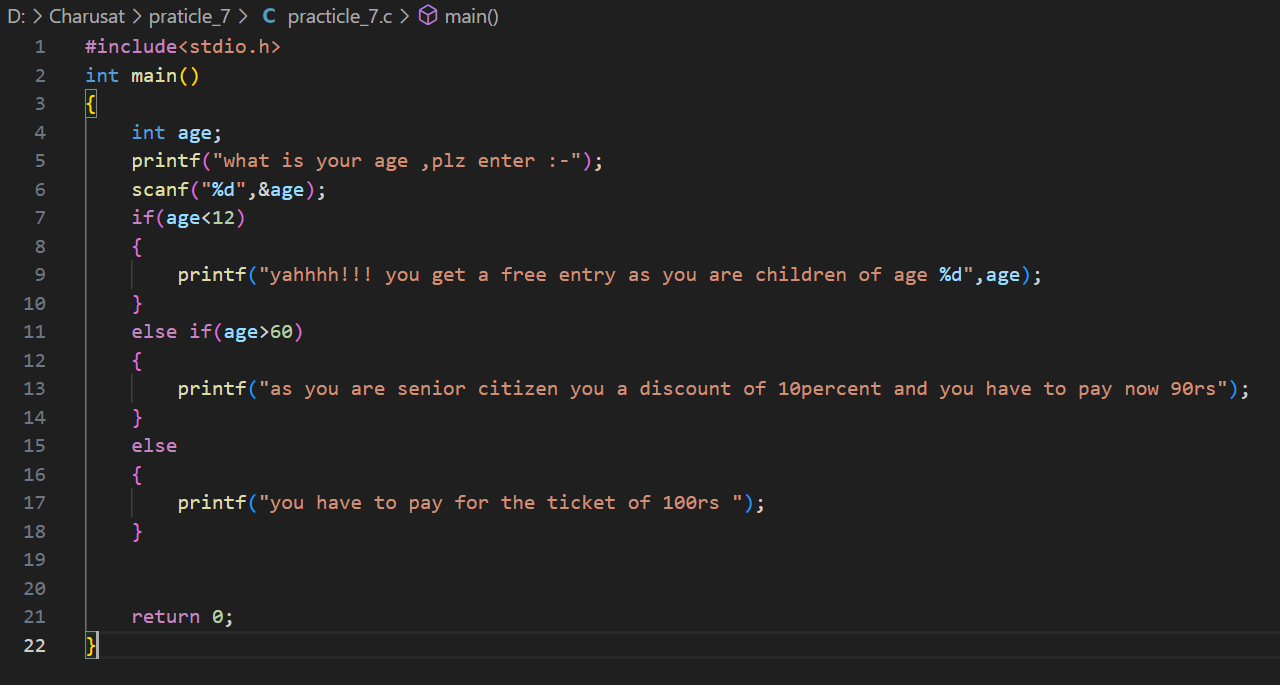 D: > Charusat > praticle_7 > C practicle_7.c > main()
1 #include<stdio.h>
2 int main()
3 {
4     int age;
5     printf("what is your age ,plz enter :-");
6     scanf("%d",&age);
7     if(age<12)
8     {
9         printf("yahhhh!!! you get a free entry as you are children of age %d",age);
10     }
11     else if(age>60)
12     {
13         printf("as you are senior citizen you a discount of 10percent and you have to pay now 90rs");
14     }
15     else
16     {
17         printf("you have to pay for the ticket of 100rs ");
18     }
19
20
21     return 0;
22 }